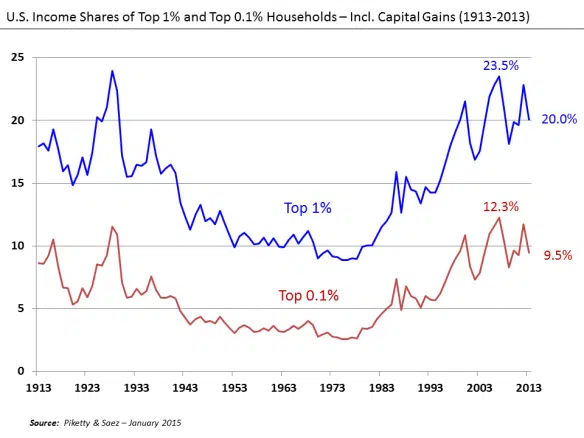 U.S. Income Shares of Top 1% and Top 0.1% Households – Incl. Capital Gains (1913-2013)
25
23.5%
20
20.0%
15
Top 1%
12.3%
10
9.5%
Top 0.1%
5
0
1913 1923 1933 1943 1953 1963 1973 1983 1993 2003 2013
Source: Piketty & Saez – January 2015